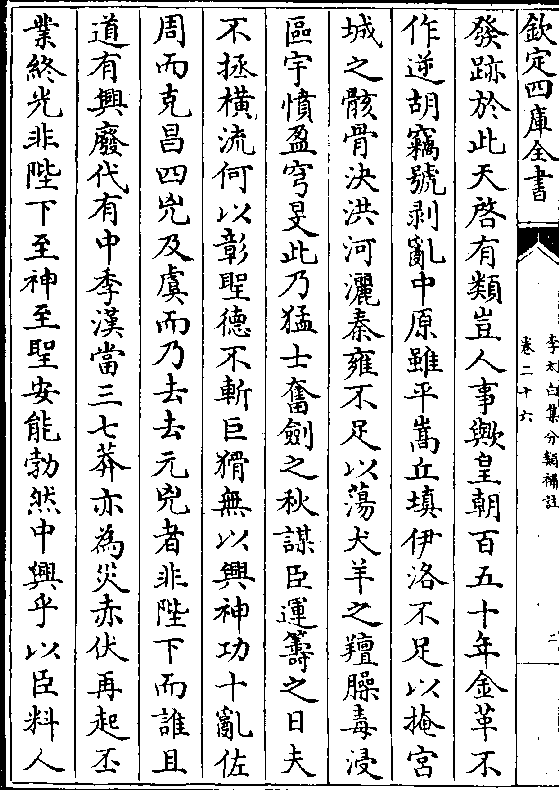 欽定四庫全書
李太白集分類補註
卷二十六
二
發跡於此天啓有類豈人事歟皇朝百五十年金革不
作逆胡竊號剥亂中原雖平嵩丘填伊洛不足以掩宮
城之骸骨決洪河灑秦雍不足以蕩犬羊之羶臊毒浸
區宇憤盈穹旻此乃猛士奮劍之秋謀臣運籌之日夫
不拯横流何以彰聖德不斬巨猾無以興神功十亂佐
周而克昌四兇及虞而乃去去元兇者非陛下而誰且
道有興廢代有中季漢當三七莽亦為災赤伏再起丕
業終光非陛下至神至聖安能勃然中興乎以臣料人